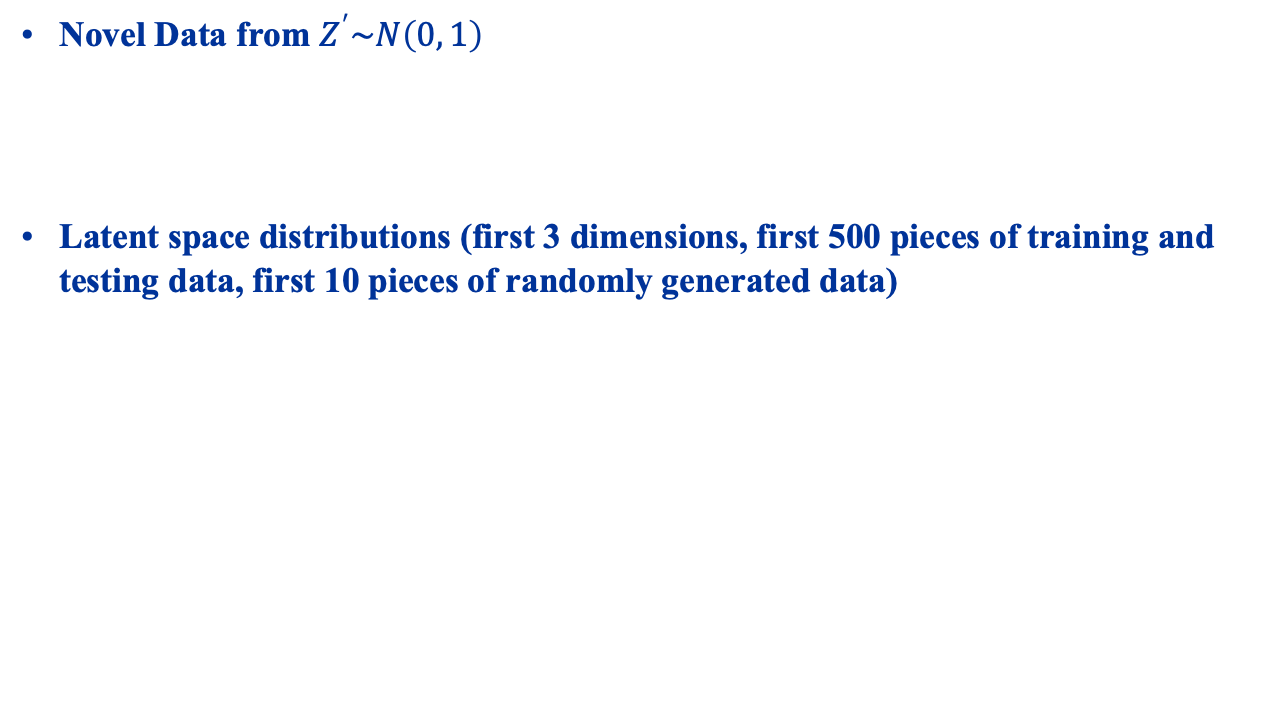 • Novel Data from Z′~N(0, 1)
• Latent space distributions (first 3 dimensions, first 500 pieces of training and
testing data, first 10 pieces of randomly generated data)